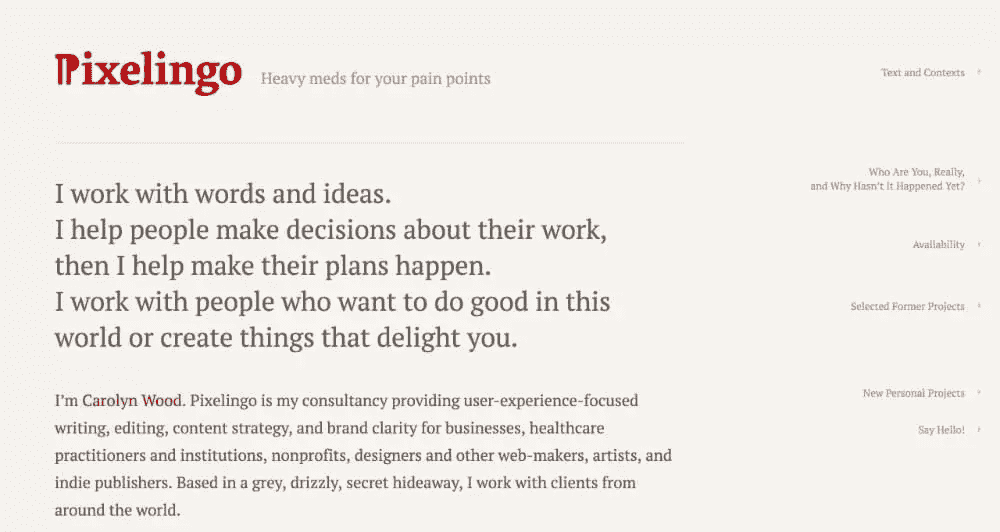 Pixelingo
Heavy meds for your pain points
I work with words and ideas.
I help people make decisions about their work,
then I help make their plans happen.
I work with people who want to do good in this
world or create things that delight you.
I’m Carolyn Wood. Pixelingo is my consultancy providing user-experience-focused
writing, editing, content strategy, and brand clarity for businesses, healthcare
practitioners and institutions, nonprofits, designers and other web-makers, artists, and
indie publishers. Based in a grey, drizzly, secret hideaway, I work with clients from
around the world.
Text and Contexts
Who Are You, Really,
and Why Hasn’t It Happened Yet?
Availability
Selected Former Projects
New Personal Projects
Say Hello!